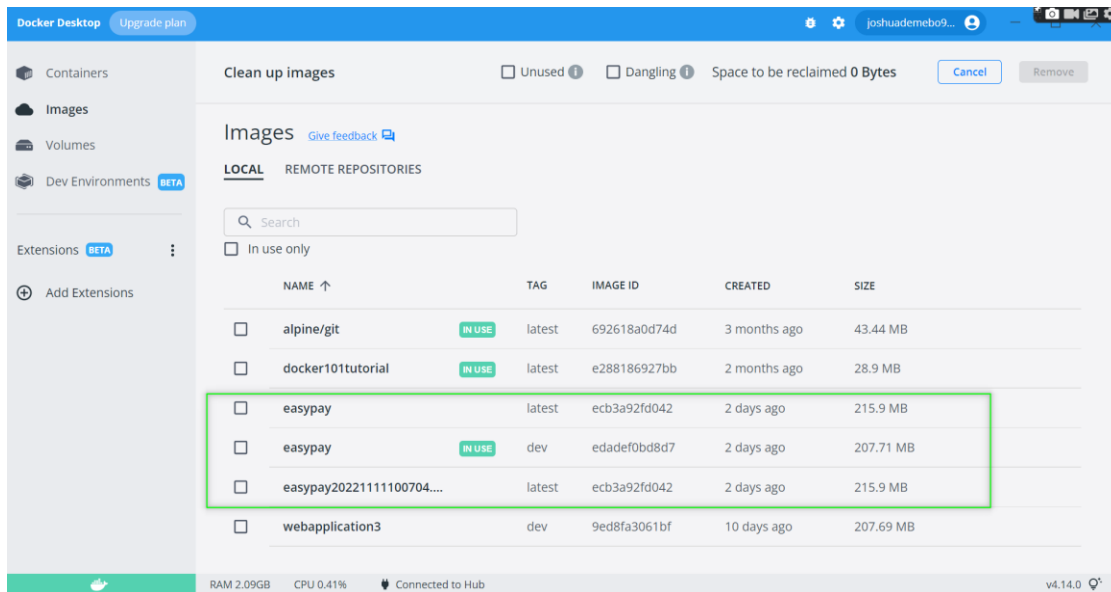 Docker Desktop Upgrade plan joshuademebo9...
Containers
Images
Volumes
Dev Environments BETA
Extensions BETA
Add Extensions
Clean up images Unused Dangling Space to be reclaimed 0 Bytes Cancel Remove
Images Give feedback
LOCAL REMOTE REPOSITORIES
Search
In use only
NAME TAG IMAGE ID CREATED SIZE
alpine/git IN USE latest 692618a0d74d 3 months ago 43.44 MB
docker101tutorial IN USE latest e288186927bb 2 months ago 28.9 MB
easypay latest ecb3a92fd042 2 days ago 215.9 MB
easypay IN USE dev edadef0bd8d7 2 days ago 207.71 MB
easypay20221111100704.... latest ecb3a92fd042 2 days ago 215.9 MB
webapplication3 dev 9ed8fa3061bf 10 days ago 207.69 MB
RAM 2.09GB CPU 0.41% Connected to Hub v4.14.0